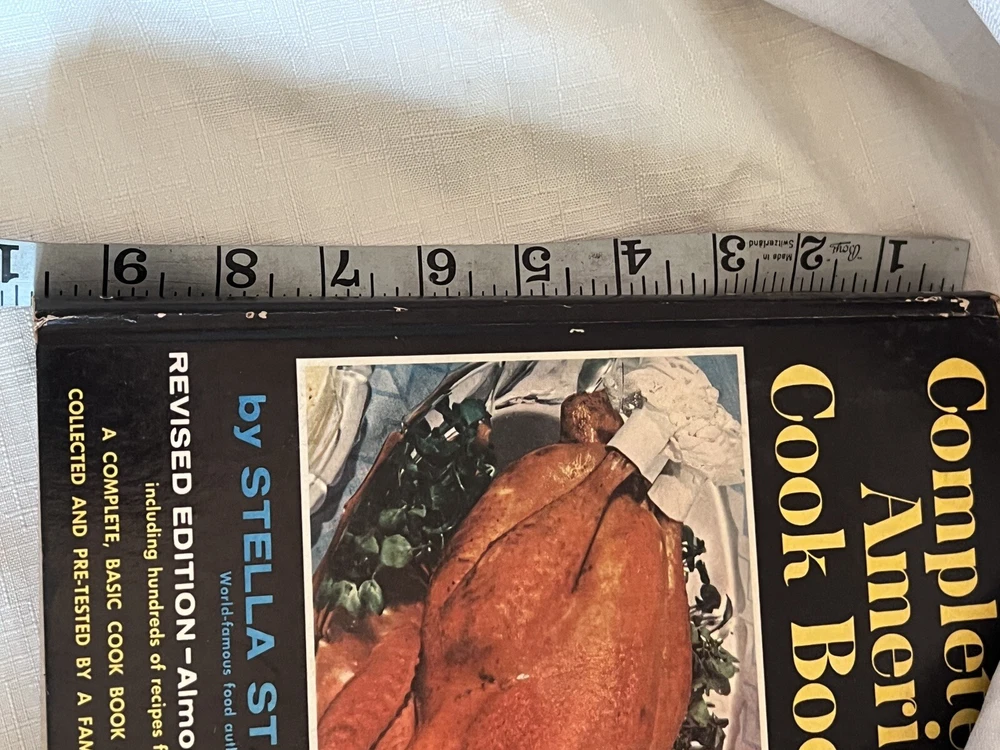 1
2
3
4
5
6
7
8
9
1
Made in
Switzerland
Complete
Ameri
Cook Boo
by STELLA ST
World-famous food aut
REVISED EDITION—Almo
including hundreds of recipes f
A COMPLETE, BASIC COOK BOOK
COLLECTED AND PRE-TESTED BY A FAM